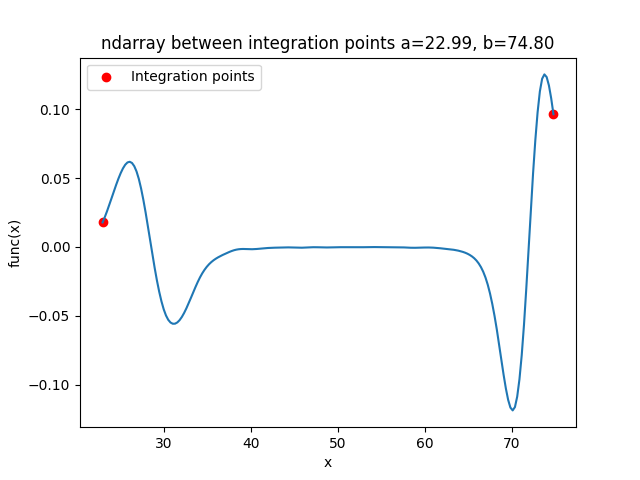 ndarray between integration points a=22.99, b=74.80
Integration points
0.10
0.05
0.00
−0.05
−0.10
func(x)
30 40 50 60 70
x